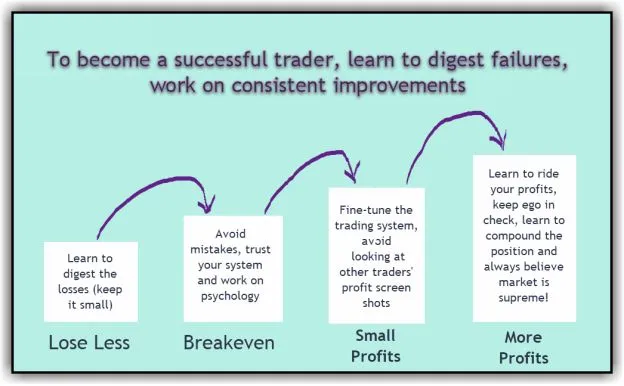 To become a successful trader, learn to digest failures,
work on consistent improvements
Learn to
digest the
losses (keep
it small)
Lose Less
Avoid
mistakes, trust
your system
and work on
psychology
Breakeven
Fine-tune the
trading system,
avoid
looking at
other traders'
profit screen
shots
Small
Profits
Learn to ride
your profits,
keep ego in
check, learn to
compound the
position and
always believe
market is
supreme!
More
Profits